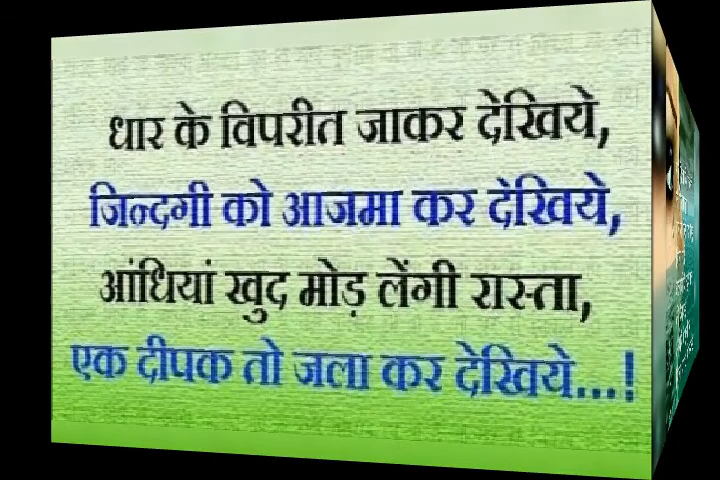 धार के विपरीत जाकर देखिये,
जिन्दगी को आजमा कर देखिये,
आंधियां खुद मोड़ लेंगी रास्ता,
एक दीपक तो जला कर देखिये...!